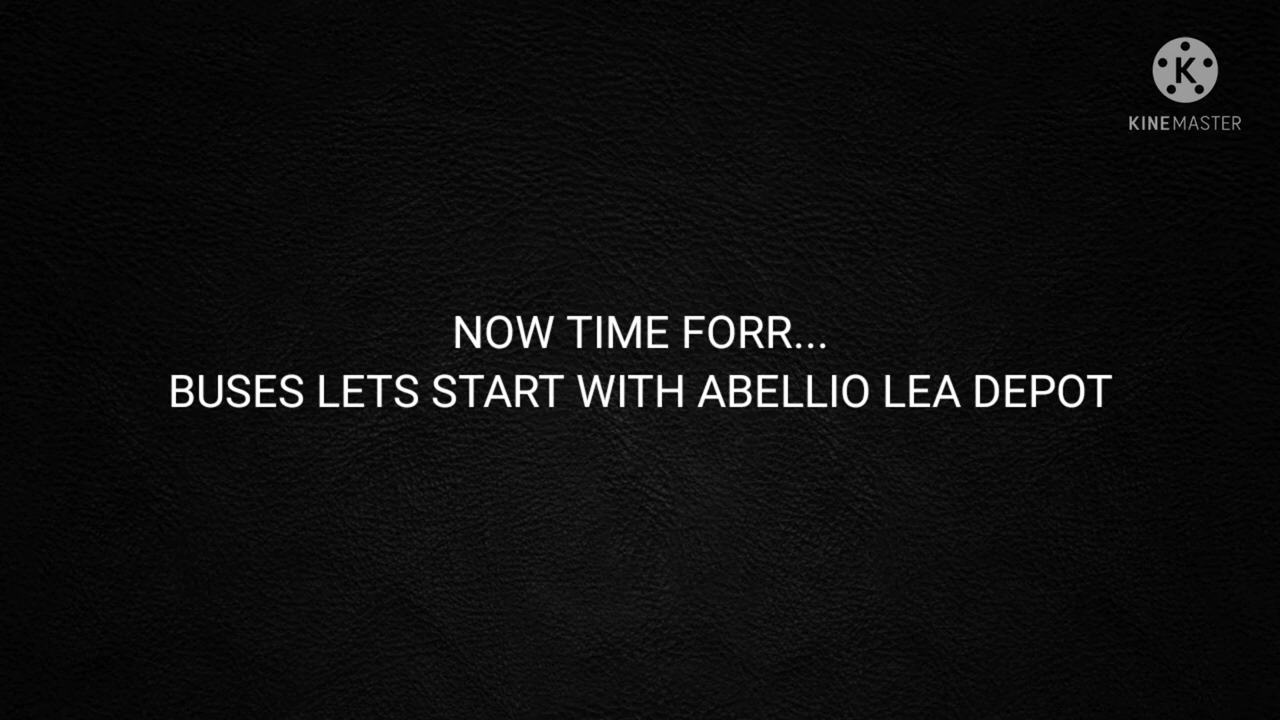 K
KINEMASTER
NOW TIME FORR...
BUSES LETS START WITH ABELLIO LEA DEPOT